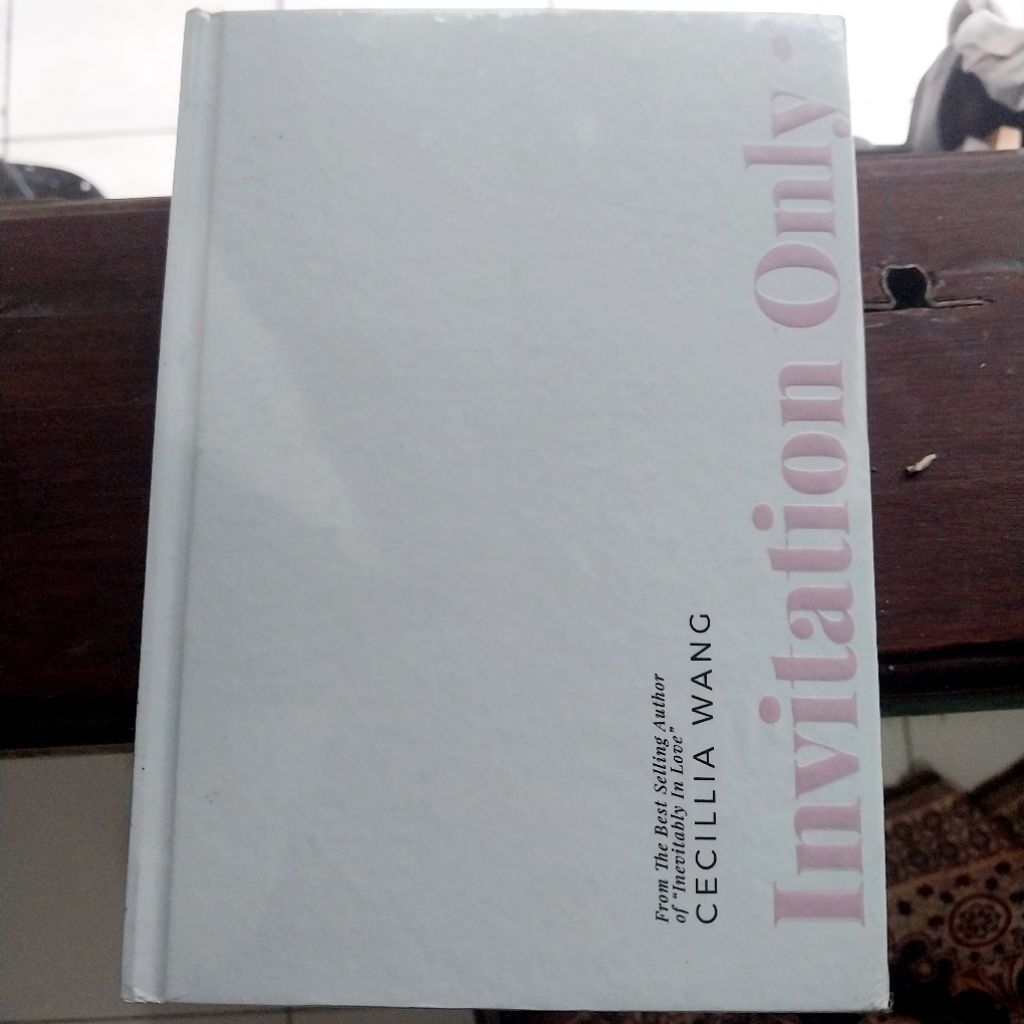 From The Best Selling Author
of "Inevitably In Love"
CECILLIA WANG
Invitation Only